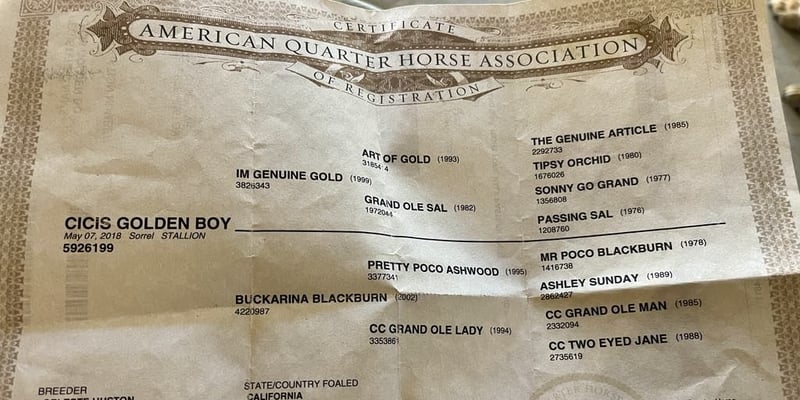 CERTIFICATE
AMERICAN QUARTER HORSE ASSOCIATION
OF REGISTRATION
THE GENUINE ARTICLE (1985)
2292733
ART OF GOLD (1993)
TIPSY ORCHID (1980)
1676026
IM GENUINE GOLD (1999)
3826343
SONNY GO GRAND (1977)
1356808
GRAND OLE SAL (1982)
1972044
PASSING SAL (1976)
1208760
CICIS GOLDEN BOY
May 07, 2018 Sorrel STALLION
5926199
MR POCO BLACKBURN (1978)
1416738
PRETTY POCO ASHWOOD (1995)
3377341
ASHLEY SUNDAY (1989)
2862427
BUCKARINA BLACKBURN (2002)
4220987
CC GRAND OLE MAN (1985)
2332094
CC GRAND OLE LADY (1994)
3353861
CC TWO EYED JANE (1988)
2735619
BREEDER
STATE/COUNTRY FOALED
CALIFORNIA